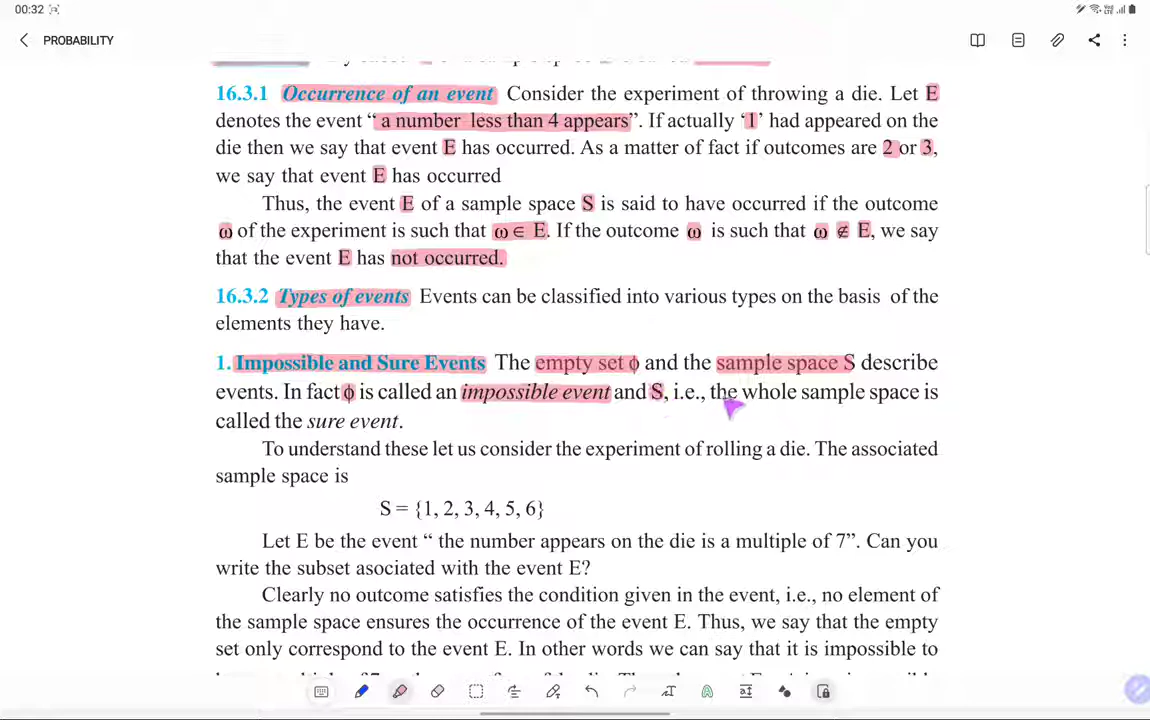 00:32
PROBABILITY
16.3.1 Occurrence of an event Consider the experiment of throwing a die. Let E
denotes the event “ a number less than 4 appears”. If actually ‘1’ had appeared on the
die then we say that event E has occurred. As a matter of fact if outcomes are 2 or 3,
we say that event E has occurred
Thus, the event E of a sample space S is said to have occurred if the outcome
ω of the experiment is such that ω ∈ E. If the outcome ω is such that ω ∉ E, we say
that the event E has not occurred.
16.3.2 Types of events Events can be classified into various types on the basis of the
elements they have.
1. Impossible and Sure Events The empty set ϕ and the sample space S describe
events. In fact ϕ is called an impossible event and S, i.e., the whole sample space is
called the sure event.
To understand these let us consider the experiment of rolling a die. The associated
sample space is
S = {1, 2, 3, 4, 5, 6}
Let E be the event “ the number appears on the die is a multiple of 7”. Can you
write the subset asociated with the event E?
Clearly no outcome satisfies the condition given in the event, i.e., no element of
the sample space ensures the occurrence of the event E. Thus, we say that the empty
set only correspond to the event E. In other words we can say that it is impossible to